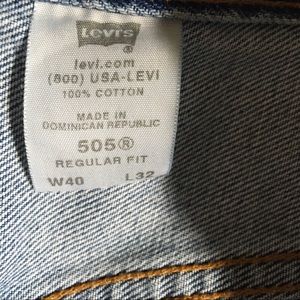 Levi's
®
levi.com
(800) USA-LEVI
100% COTTON
MADE IN
DOMINICAN REPUBLIC
505®
REGULAR FIT
W40 L32